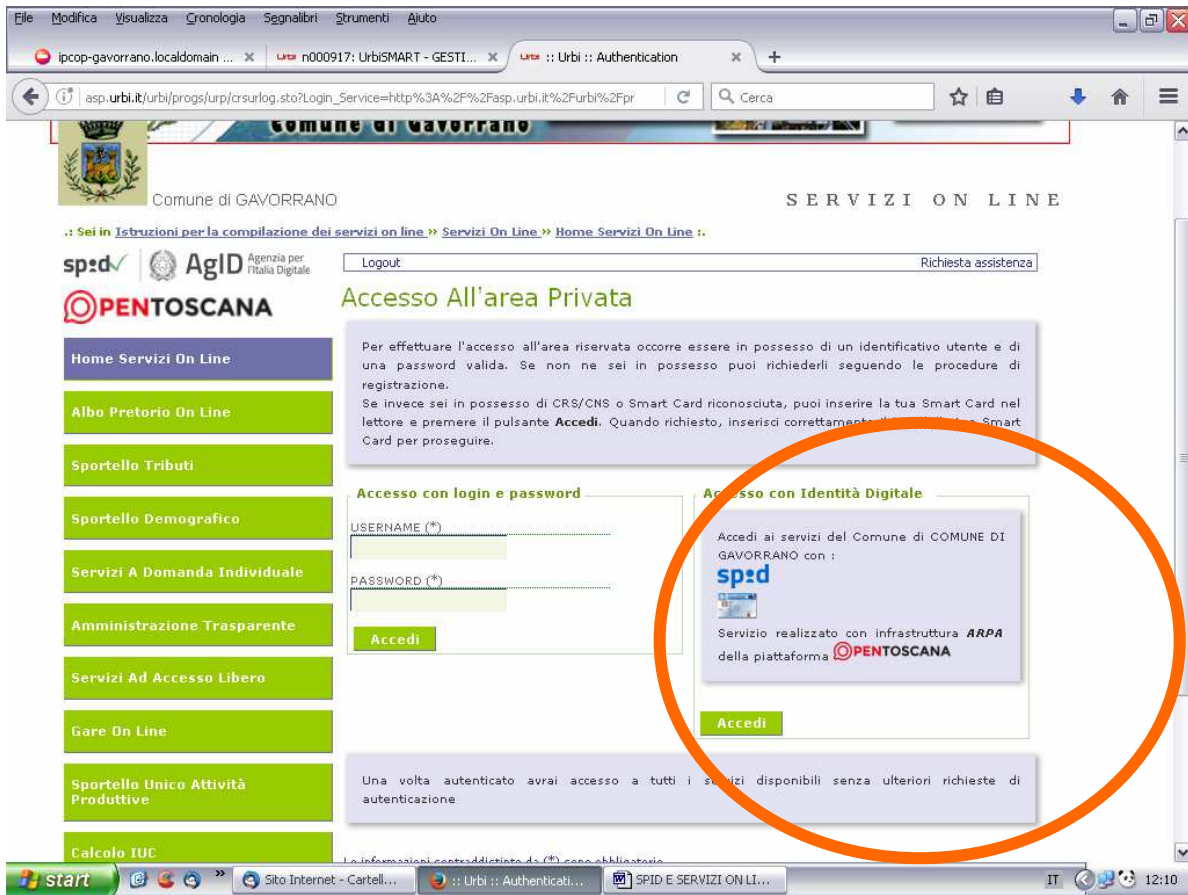 File Modifica Visualizza Cronologia Segnalibri Strumenti Aiuto
ipcop-gavorrano.localdomain ...
URBI n000917: UrbiSMART - GESTI...
URBI :: Urbi :: Authentication
asp.urbi.it/urbi/progs/urp/crsurlog.sto?Login_Service=http%3A%2F%2Fasp.urbi.it%2Furbi%2Fpr
Cerca
Comune di Gavorrano
Comune di GAVORRANO
SERVIZI ON LINE
.: Sei in Istruzioni per la compilazione dei servizi on line ›› Servizi On Line ›› Home Servizi On Line :.
spid
AgID Agenzia per
l'Italia Digitale
OPENTOSCANA
Home Servizi On Line
Albo Pretorio On Line
Sportello Tributi
Sportello Demografico
Servizi A Domanda Individuale
Amministrazione Trasparente
Servizi Ad Accesso Libero
Gare On Line
Sportello Unico Attività
Produttive
Calcolo IUC
Logout
Richiesta assistenza
Accesso All'area Privata
Per effettuare l'accesso all'area riservata occorre essere in possesso di un identificativo utente e di
una password valida. Se non ne sei in possesso puoi richiederli seguendo le procedure di
registrazione.
Se invece sei in possesso di CRS/CNS o Smart Card riconosciuta, puoi inserire la tua Smart Card nel
lettore e premere il pulsante Accedi. Quando richiesto, inserisci correttamente Smart
Card per proseguire.
Accesso con login e password
USERNAME (*)
PASSWORD (*)
Accedi
Accesso con Identità Digitale
Accedi ai servizi del Comune di COMUNE DI
GAVORRANO con :
spid
Servizio realizzato con infrastruttura ARPA
della piattaforma OPENTOSCANA
Accedi
Una volta autenticato avrai accesso a tutti i servizi disponibili senza ulteriori richieste di
autenticazione
Le informazioni contraddistinte da (*) sono obbligatorie
start
Sito Internet - Cartell...
:: Urbi :: Authenticati...
SPID E SERVIZI ON LI...
IT
12:10